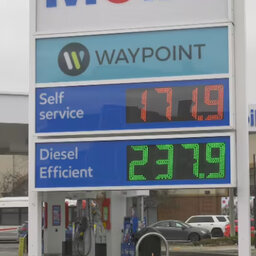 WAYPOINT
Self
service
171.9
Diesel
Efficient
237.9